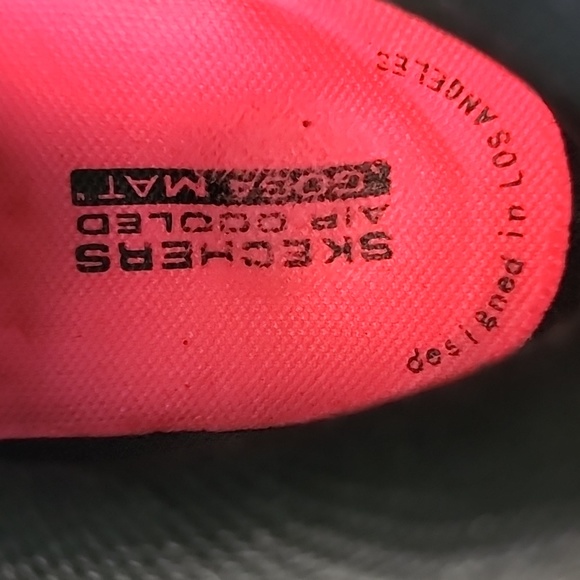 SKECHERS
AIR COOLED
GOGA MAT
designed in LOS ANGELES